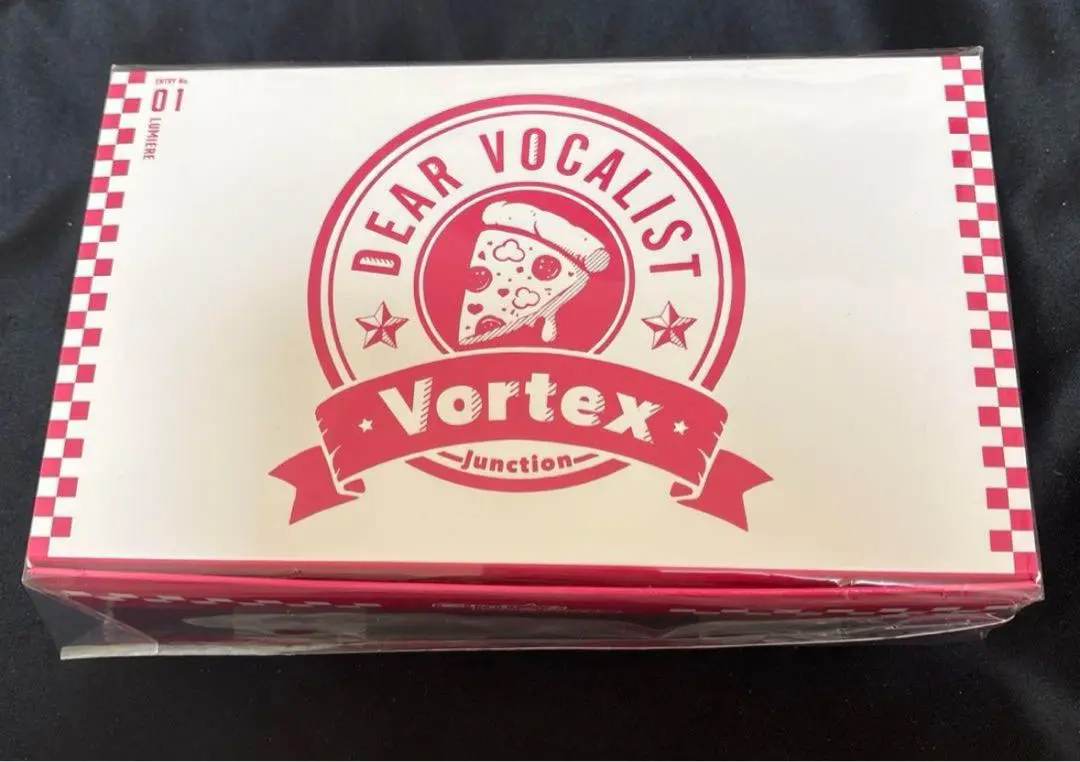 ENTRY No.
01
LUMIERE
DEAR VOCALIST
Vortex
Junction